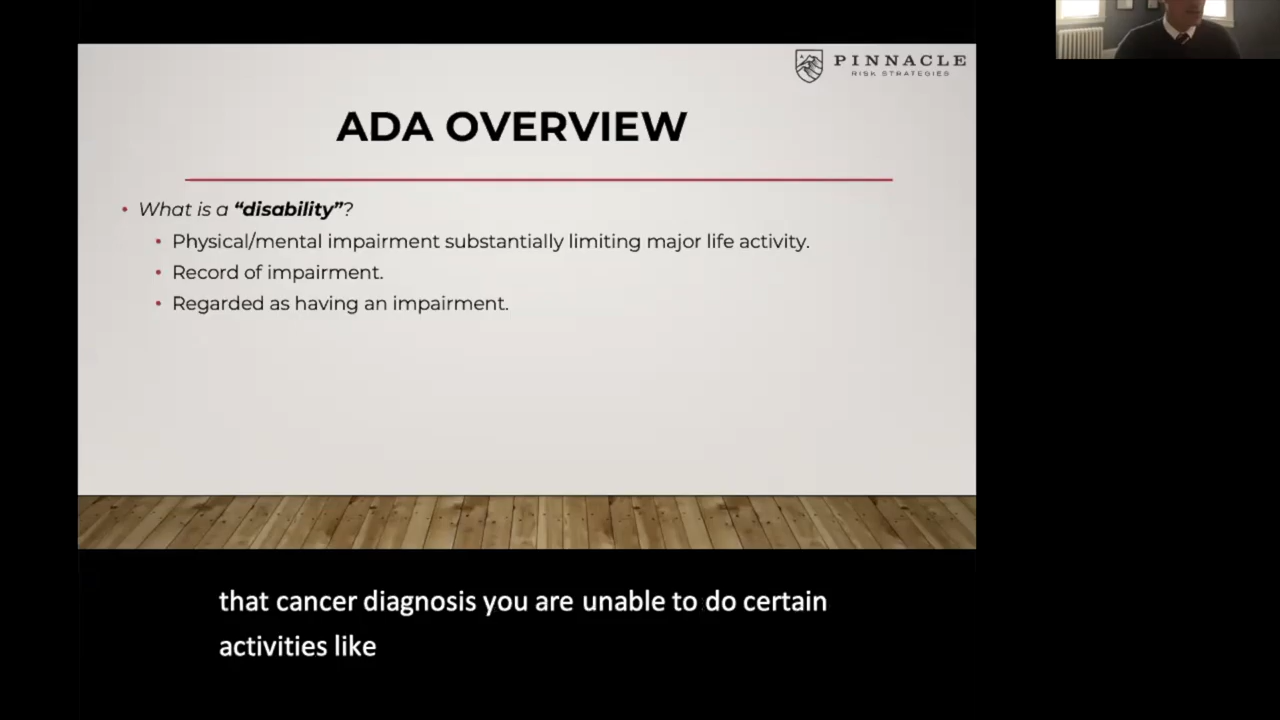 PINNACLE
RISK STRATEGIES
ADA OVERVIEW
• What is a “disability”?
• Physical/mental impairment substantially limiting major life activity.
• Record of impairment.
• Regarded as having an impairment.
that cancer diagnosis you are unable to do certain
activities like